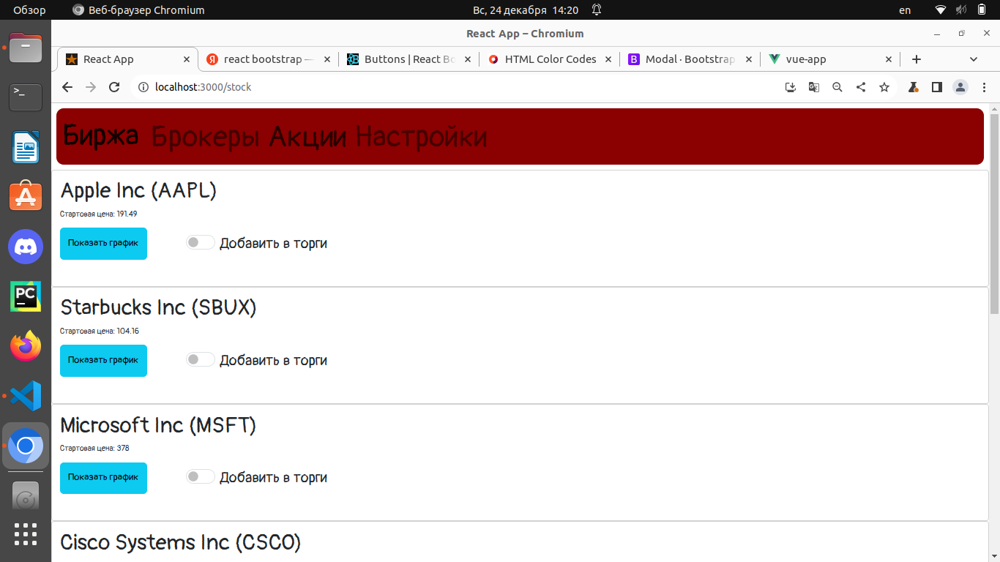 Обзор Веб-браузер Chromium Вс, 24 декабря 14:20 en
React App – Chromium
React App react bootstrap — Buttons | React Bo HTML Color Codes Modal · Bootstrap vue-app
localhost:3000/stock
Биржа Брокеры Акции Настройки
Apple Inc (AAPL)
Стартовая цена: 191.49
Показать график Добавить в торги
Starbucks Inc (SBUX)
Стартовая цена: 104.16
Показать график Добавить в торги
Microsoft Inc (MSFT)
Стартовая цена: 378
Показать график Добавить в торги
Cisco Systems Inc (CSCO)